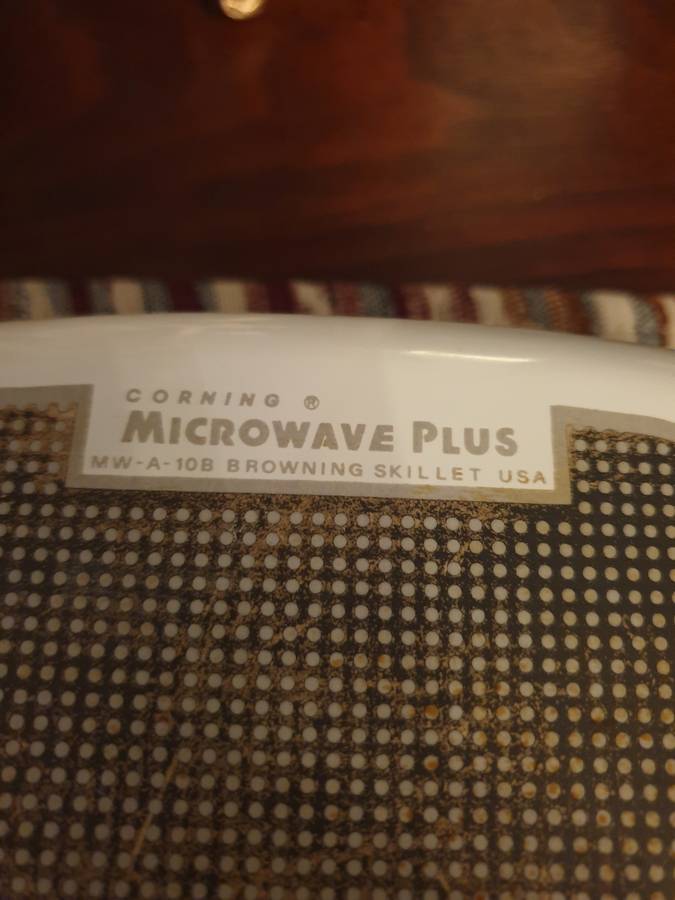 CORNING ®
MICROWAVE PLUS
MW-A-10B BROWNING SKILLET USA